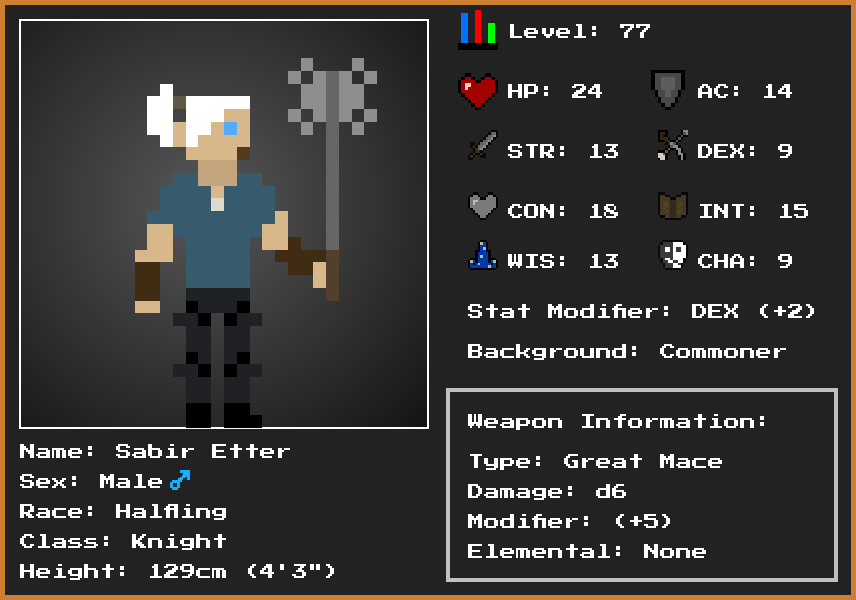 Level: 77
HP: 24 AC: 14
STR: 13 DEX: 9
CON: 18 INT: 15
WIS: 13 CHA: 9
Stat Modifier: DEX (+2)
Background: Commoner
Weapon Information:
Type: Great Mace
Damage: d6
Modifier: (+5)
Elemental: None
Name: Sabir Etter
Sex: Male♂
Race: Halfling
Class: Knight
Height: 129cm (4'3")